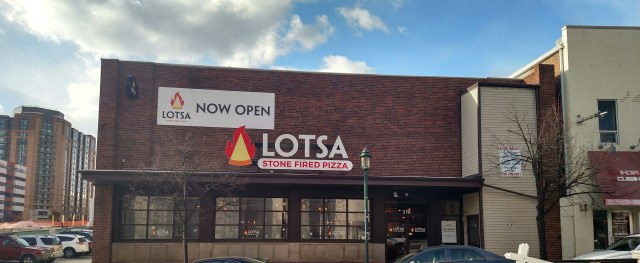 LOTSA
NOW OPEN
LOTSA
STONE FIRED PIZZA